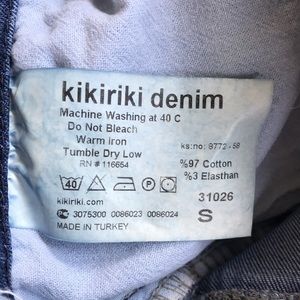 kikiriki denim
Machine Washing at 40 C
Do Not Bleach
Warm Iron
Tumble Dry Low
RN # 116654
ks:no: 8772 - 58
%97 Cotton
%3 Elasthan
40
31026
kikiriki.com
3075300 0086023 0086024
S
MADE IN TURKEY